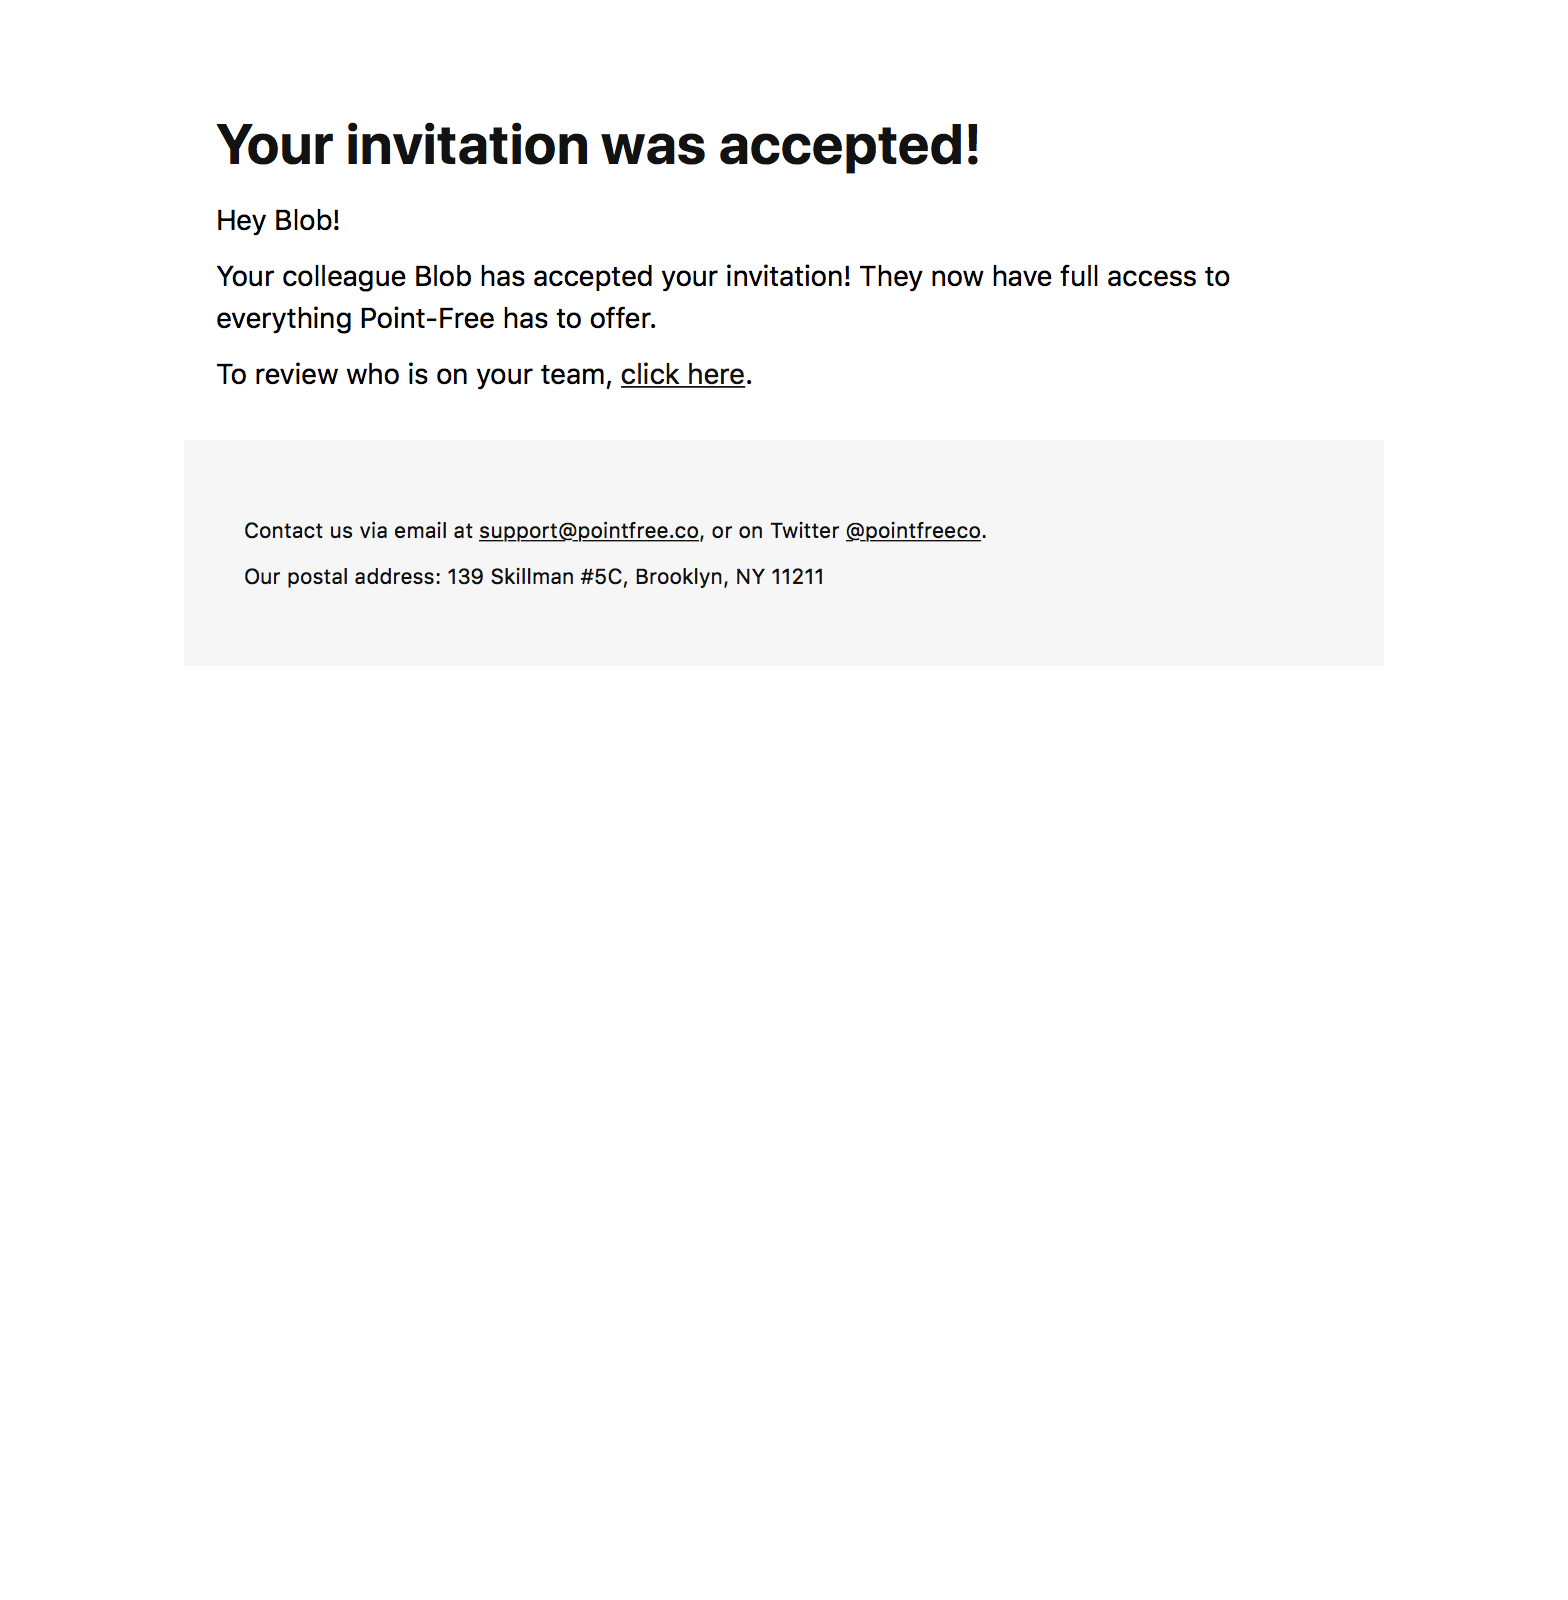 Your invitation was accepted!
Hey Blob!
Your colleague Blob has accepted your invitation! They now have full access to
everything Point-Free has to offer.
To review who is on your team, click here.
Contact us via email at support@pointfree.co, or on Twitter @pointfreeco.
Our postal address: 139 Skillman #5C, Brooklyn, NY 11211